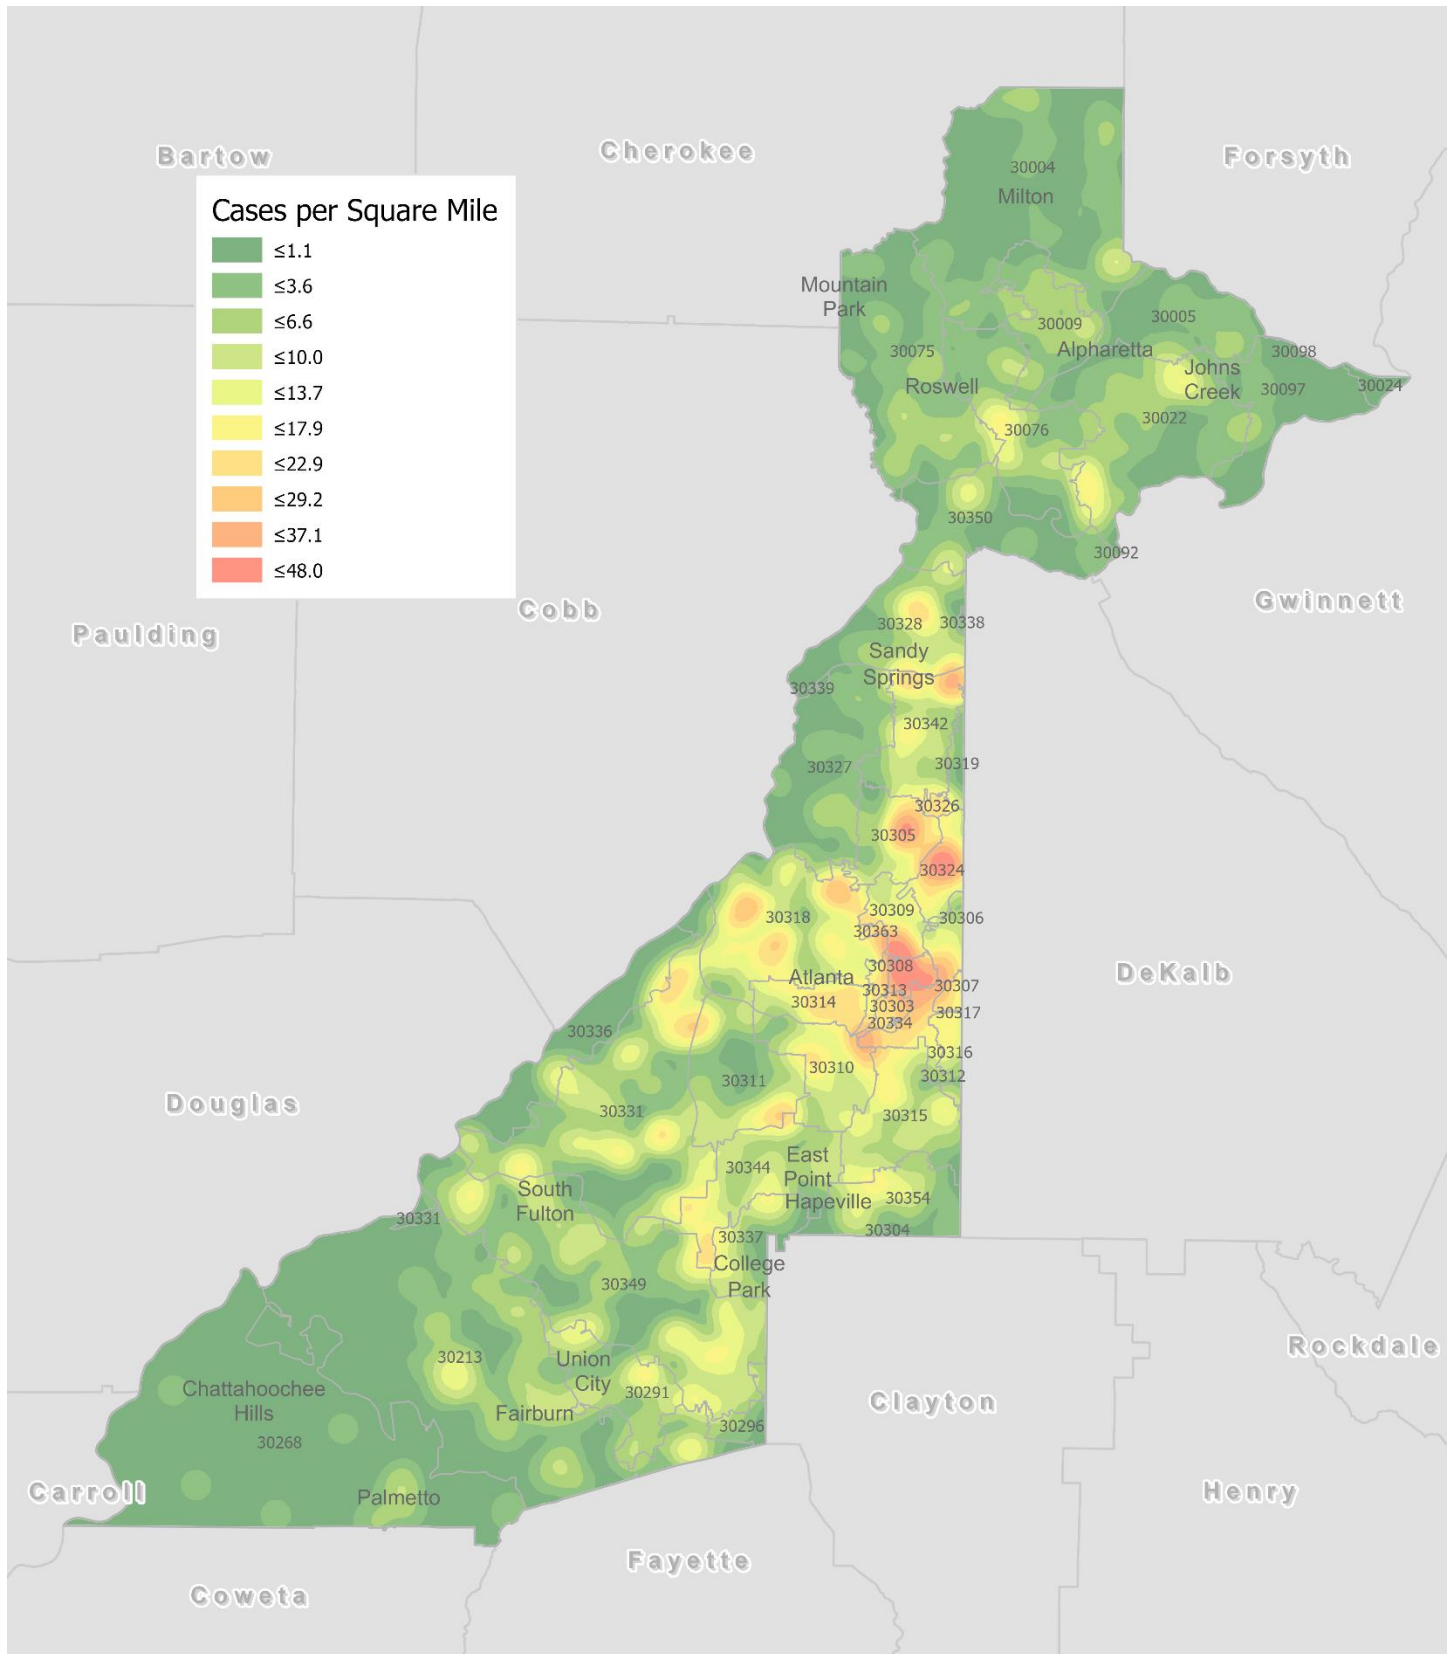 Bartow
Cherokee
Forsyth
Cases per Square Mile
≤1.1
≤3.6
≤6.6
≤10.0
≤13.7
≤17.9
≤22.9
≤29.2
≤37.1
≤48.0
30004
Milton
Mountain
Park
30009
30005
30075
Alpharetta
30098
Roswell
Johns
Creek
30097
30024
30022
30076
30350
30092
Cobb
Gwinnett
Paulding
30328
30338
Sandy
Springs
30339
30342
30327
30319
30326
30305
30324
30318
30309
30306
30363
30308
Atlanta
DeKalb
30313
30307
30314
30303
30317
30334
30336
30316
30310
30312
30311
Douglas
30331
30315
East
Point
30344
South
Fulton
Hapeville
30354
30331
30304
30337
College
Park
30349
Rockdale
30213
Union
City
30291
Chattahoochee
Hills
Fairburn
Clayton
30296
30268
Carroll
Palmetto
Henry
Fayette
Coweta